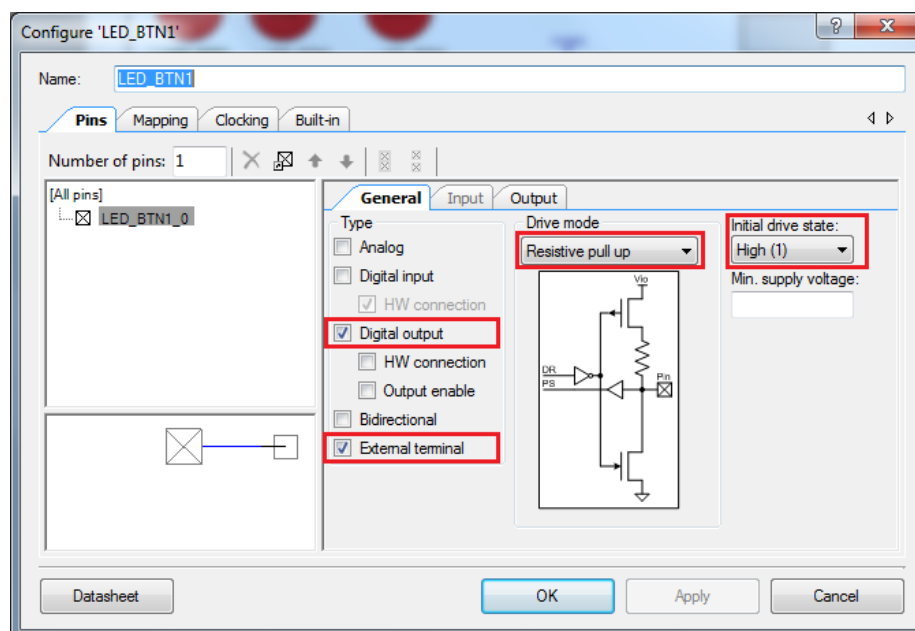 Configure 'LED_BTN1'
Name: LED_BTN1
Pins Mapping Clocking Built-in
Number of pins: 1
[All pins]
LED_BTN1_0
General Input Output
Type
Analog
Digital input
HW connection
Digital output
HW connection
Output enable
Bidirectional
External terminal
Drive mode
Resistive pull up
Vio
DR
PS
Pin
Initial drive state:
High (1)
Min. supply voltage:
Datasheet OK Apply Cancel